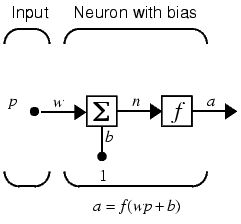 Input Neuron with bias
p w Σ n f a
b
1
a = f(wp + b)